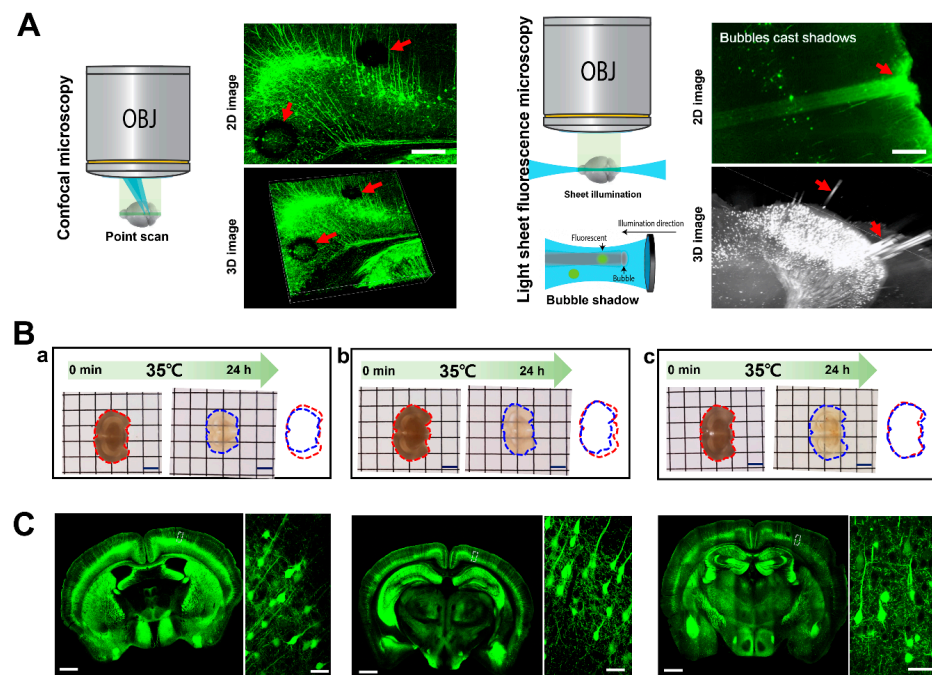 A
Confocal microscopy
OBJ
Point scan
2D image
3D image
Light sheet fluorescence microscopy
OBJ
Sheet illumination
Illumination direction
Fluorescent
Bubble
Bubble shadow
2D image
Bubbles cast shadows
3D image
B
a
0 min 35℃ 24 h
b
0 min 35℃ 24 h
c
0 min 35℃ 24 h
C